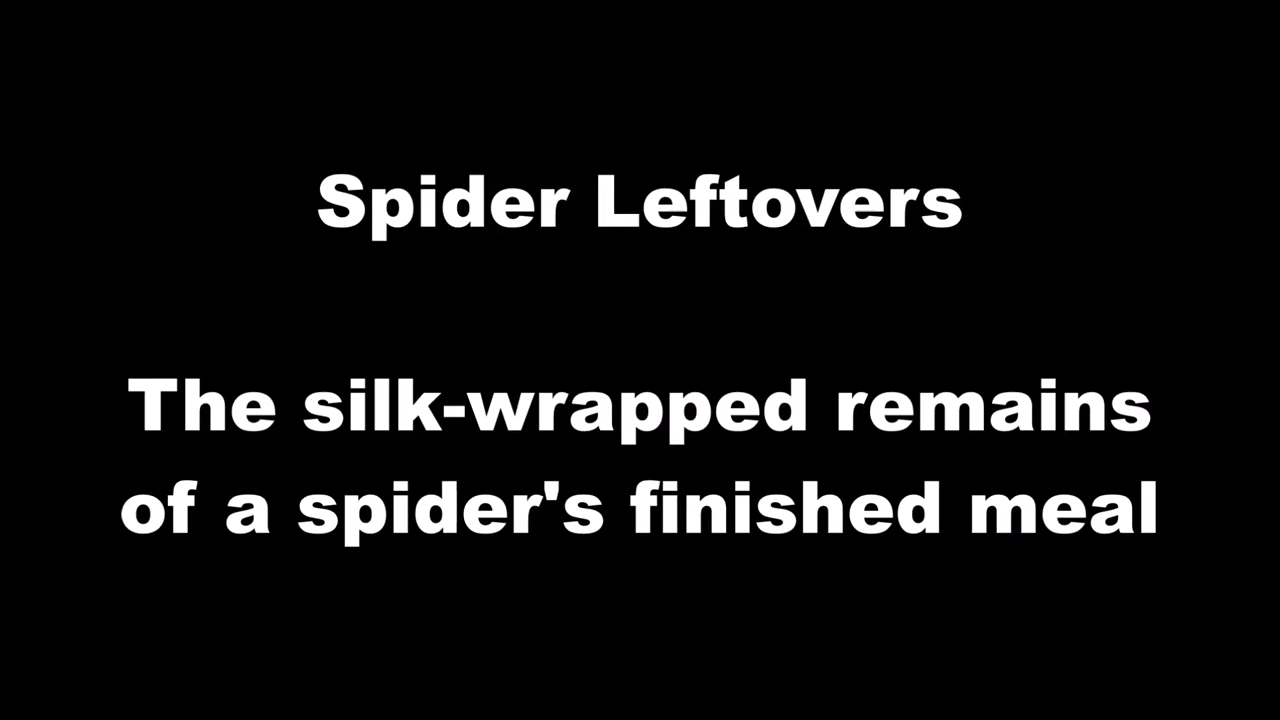 Spider Leftovers
The silk-wrapped remains
of a spider's finished meal